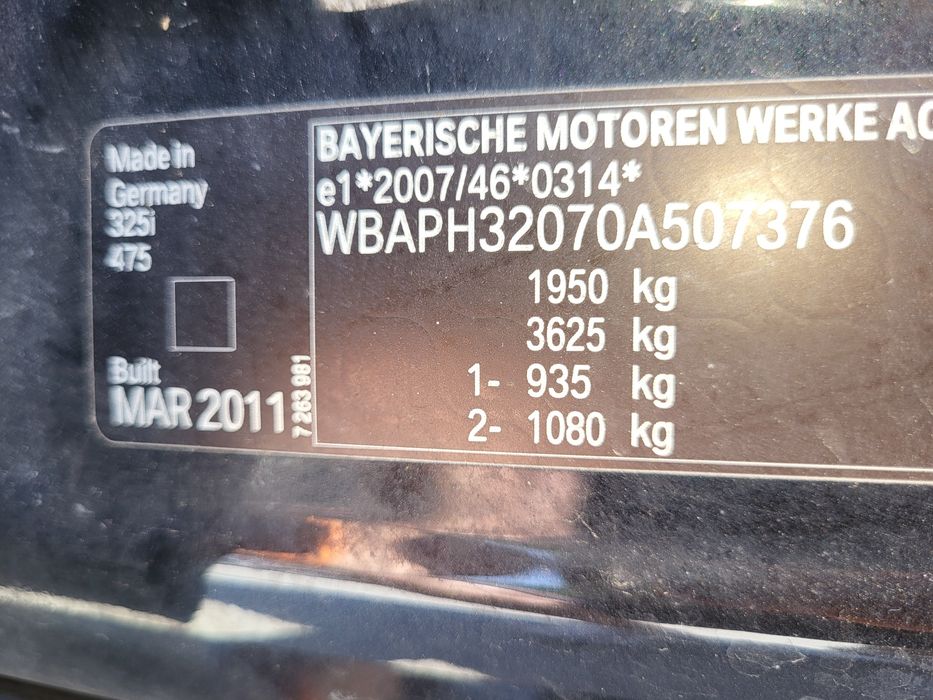 Made in
Germany
325i
475
Built
MAR 2011
7 263 981
BAYERISCHE MOTOREN WERKE AG
e1*2007/46*0314*
WBAPH32070A507376
1950 kg
3625 kg
1- 935 kg
2- 1080 kg